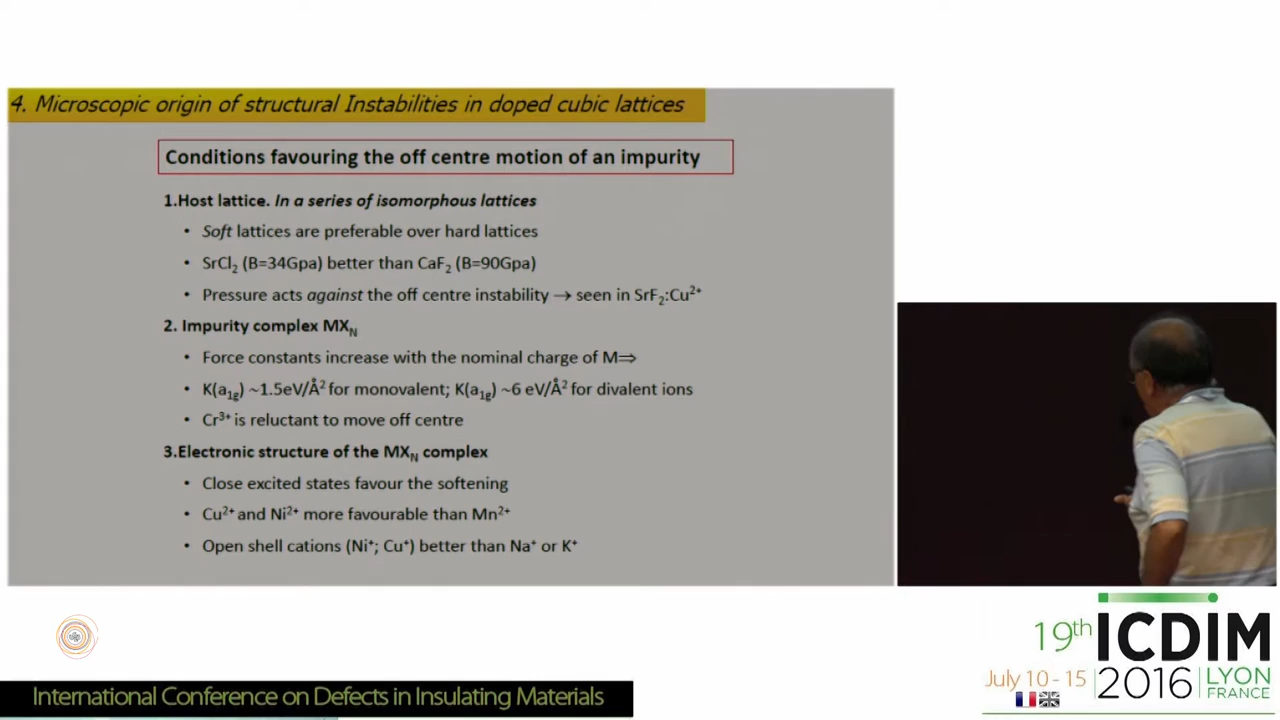 4. Microscopic origin of structural Instabilities in doped cubic lattices
Conditions favouring the off centre motion of an impurity
1.Host lattice. In a series of isomorphous lattices
• Soft lattices are preferable over hard lattices
• SrCl₂ (B=34Gpa) better than CaF₂ (B=90Gpa)
• Pressure acts against the off centre instability → seen in SrF₂:Cu²⁺
2. Impurity complex MX_N
• Force constants increase with the nominal charge of M⇒
• K(a₁g) ~1.5eV/Å² for monovalent; K(a₁g) ~6 eV/Å² for divalent ions
• Cr³⁺ is reluctant to move off centre
3.Electronic structure of the MX_N complex
• Close excited states favour the softening
• Cu²⁺ and Ni²⁺ more favourable than Mn²⁺
• Open shell cations (Ni⁺; Cu⁺) better than Na⁺ or K⁺
19th ICDIM
July 10 - 15 2016 LYON
FRANCE
International Conference on Defects in Insulating Materials